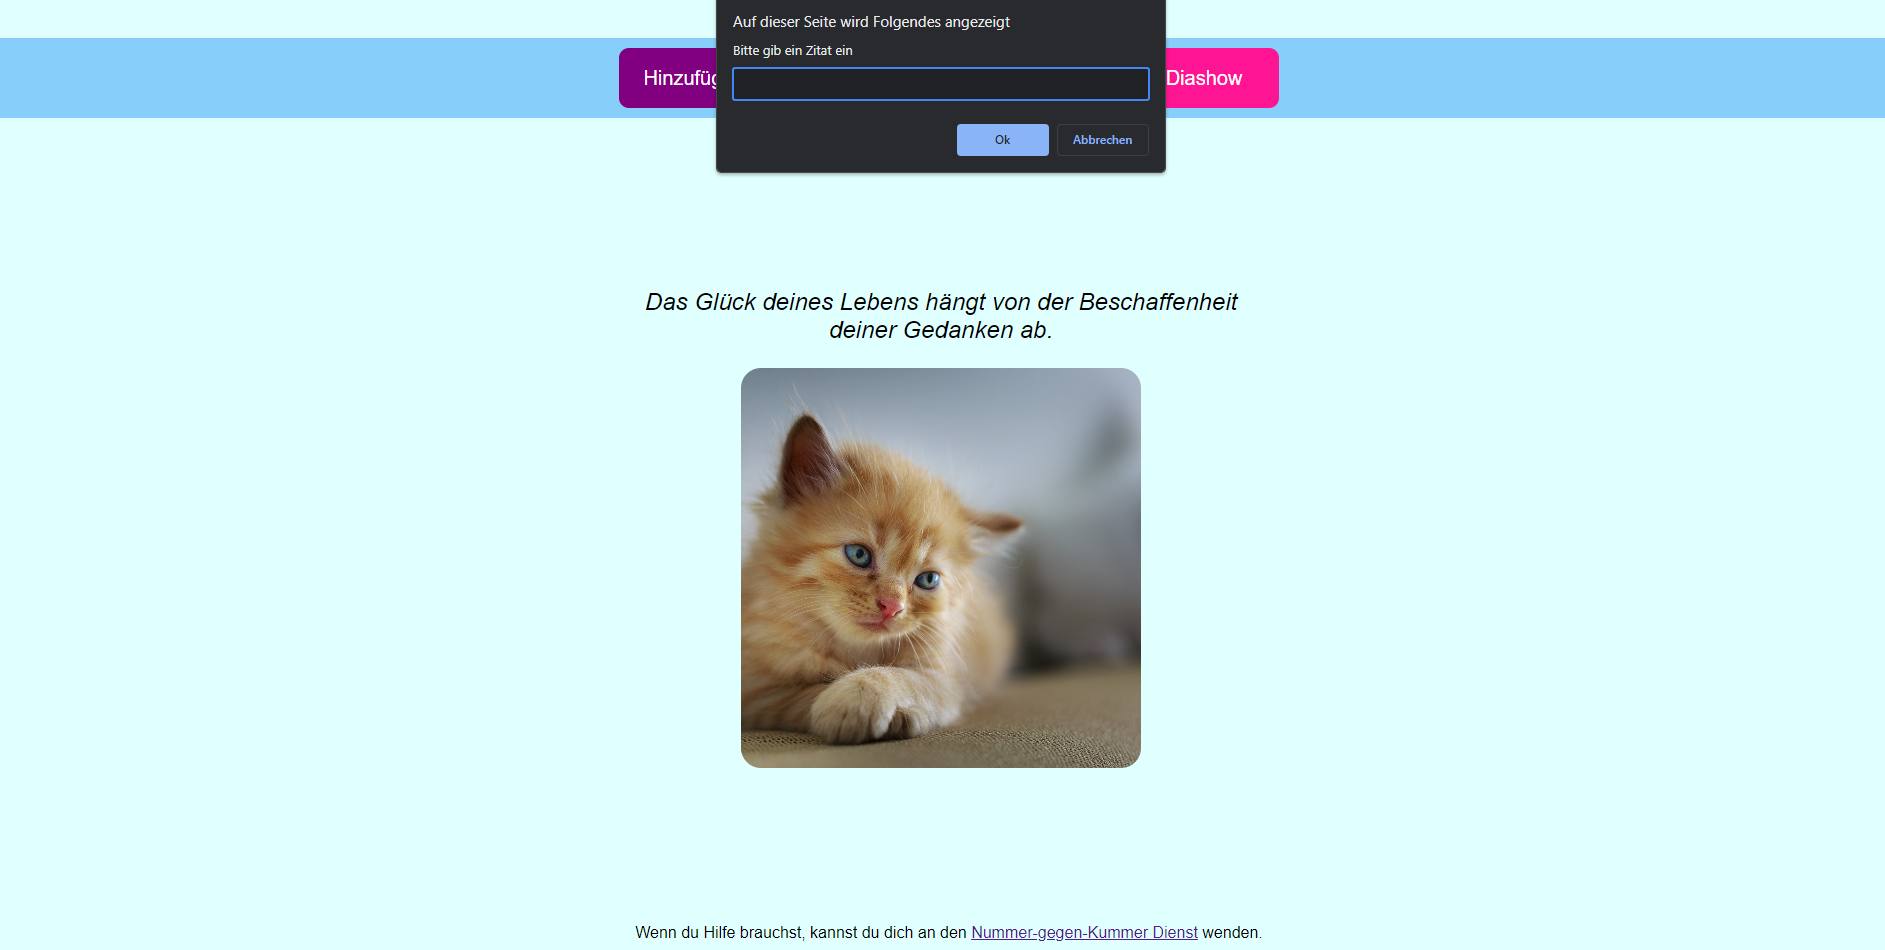 Auf dieser Seite wird Folgendes angezeigt
Bitte gib ein Zitat ein
Ok
Abbrechen
Diashow
Das Glück deines Lebens hängt von der Beschaffenheit
deiner Gedanken ab.
Wenn du Hilfe brauchst, kannst du dich an den Nummer-gegen-Kummer Dienst wenden.